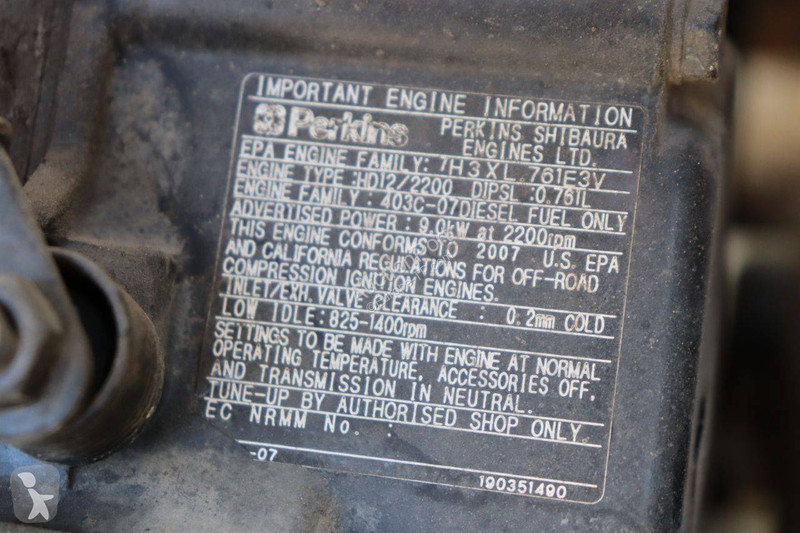 IMPORTANT ENGINE INFORMATION
Perkins
PERKINS SHIBAURA
ENGINES LTD.
EPA ENGINE FAMILY: 7H3XL.761E3V
ENGINE TYPE:HD12/2200 DIPSL:0.761L
ENGINE FAMILY: 403C-07DIESEL FUEL ONLY
ADVERTISED POWER: 9.0kW at 2200rpm
THIS ENGINE CONFORMS TO 2007 U.S. EPA
AND CALIFORNIA REGULATIONS FOR OFF-ROAD
COMPRESSION IGNITION ENGINES.
INLET/EXH. VALVE CLEARANCE : 0.2mm COLD
LOW IDLE:825-1400rpm
SETTINGS TO BE MADE WITH ENGINE AT NORMAL
OPERATING TEMPERATURE, ACCESSORIES OFF,
AND TRANSMISSION IN NEUTRAL.
TUNE-UP BY AUTHORISED SHOP ONLY
EC NRMM No. :
-07
190351490